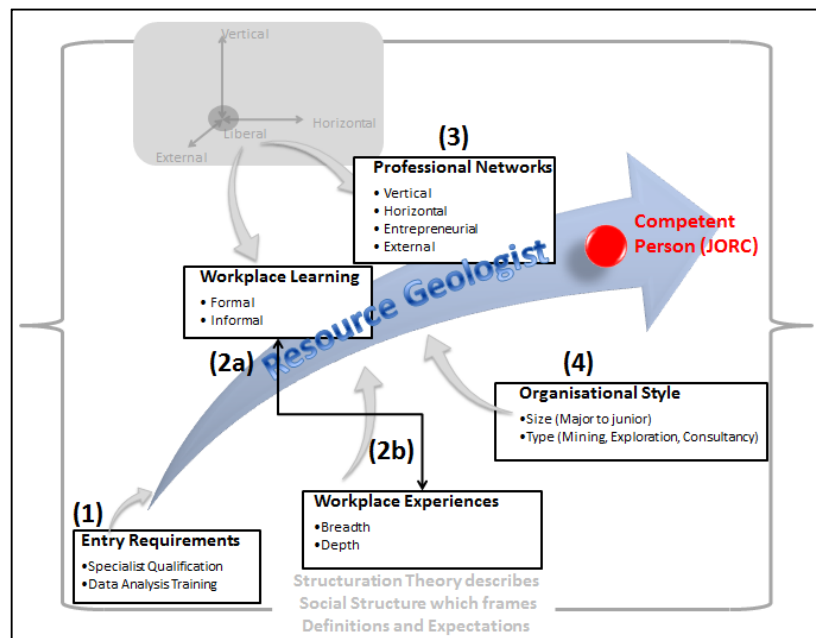 Vertical
Horizontal
External
Liberal
(3)
Professional Networks
• Vertical
• Horizontal
• Entrepreneurial
• External
Competent
Person (JORC)
Resource Geologist
Workplace Learning
• Formal
• Informal
(2a)
(4)
Organisational Style
•Size (Major to junior)
•Type (Mining, Exploration, Consultancy)
(2b)
Workplace Experiences
•Breadth
•Depth
(1)
Entry Requirements
•Specialist Qualification
•Data Analysis Training
Structuration Theory describes
Social Structure which frames
Definitions and Expectations